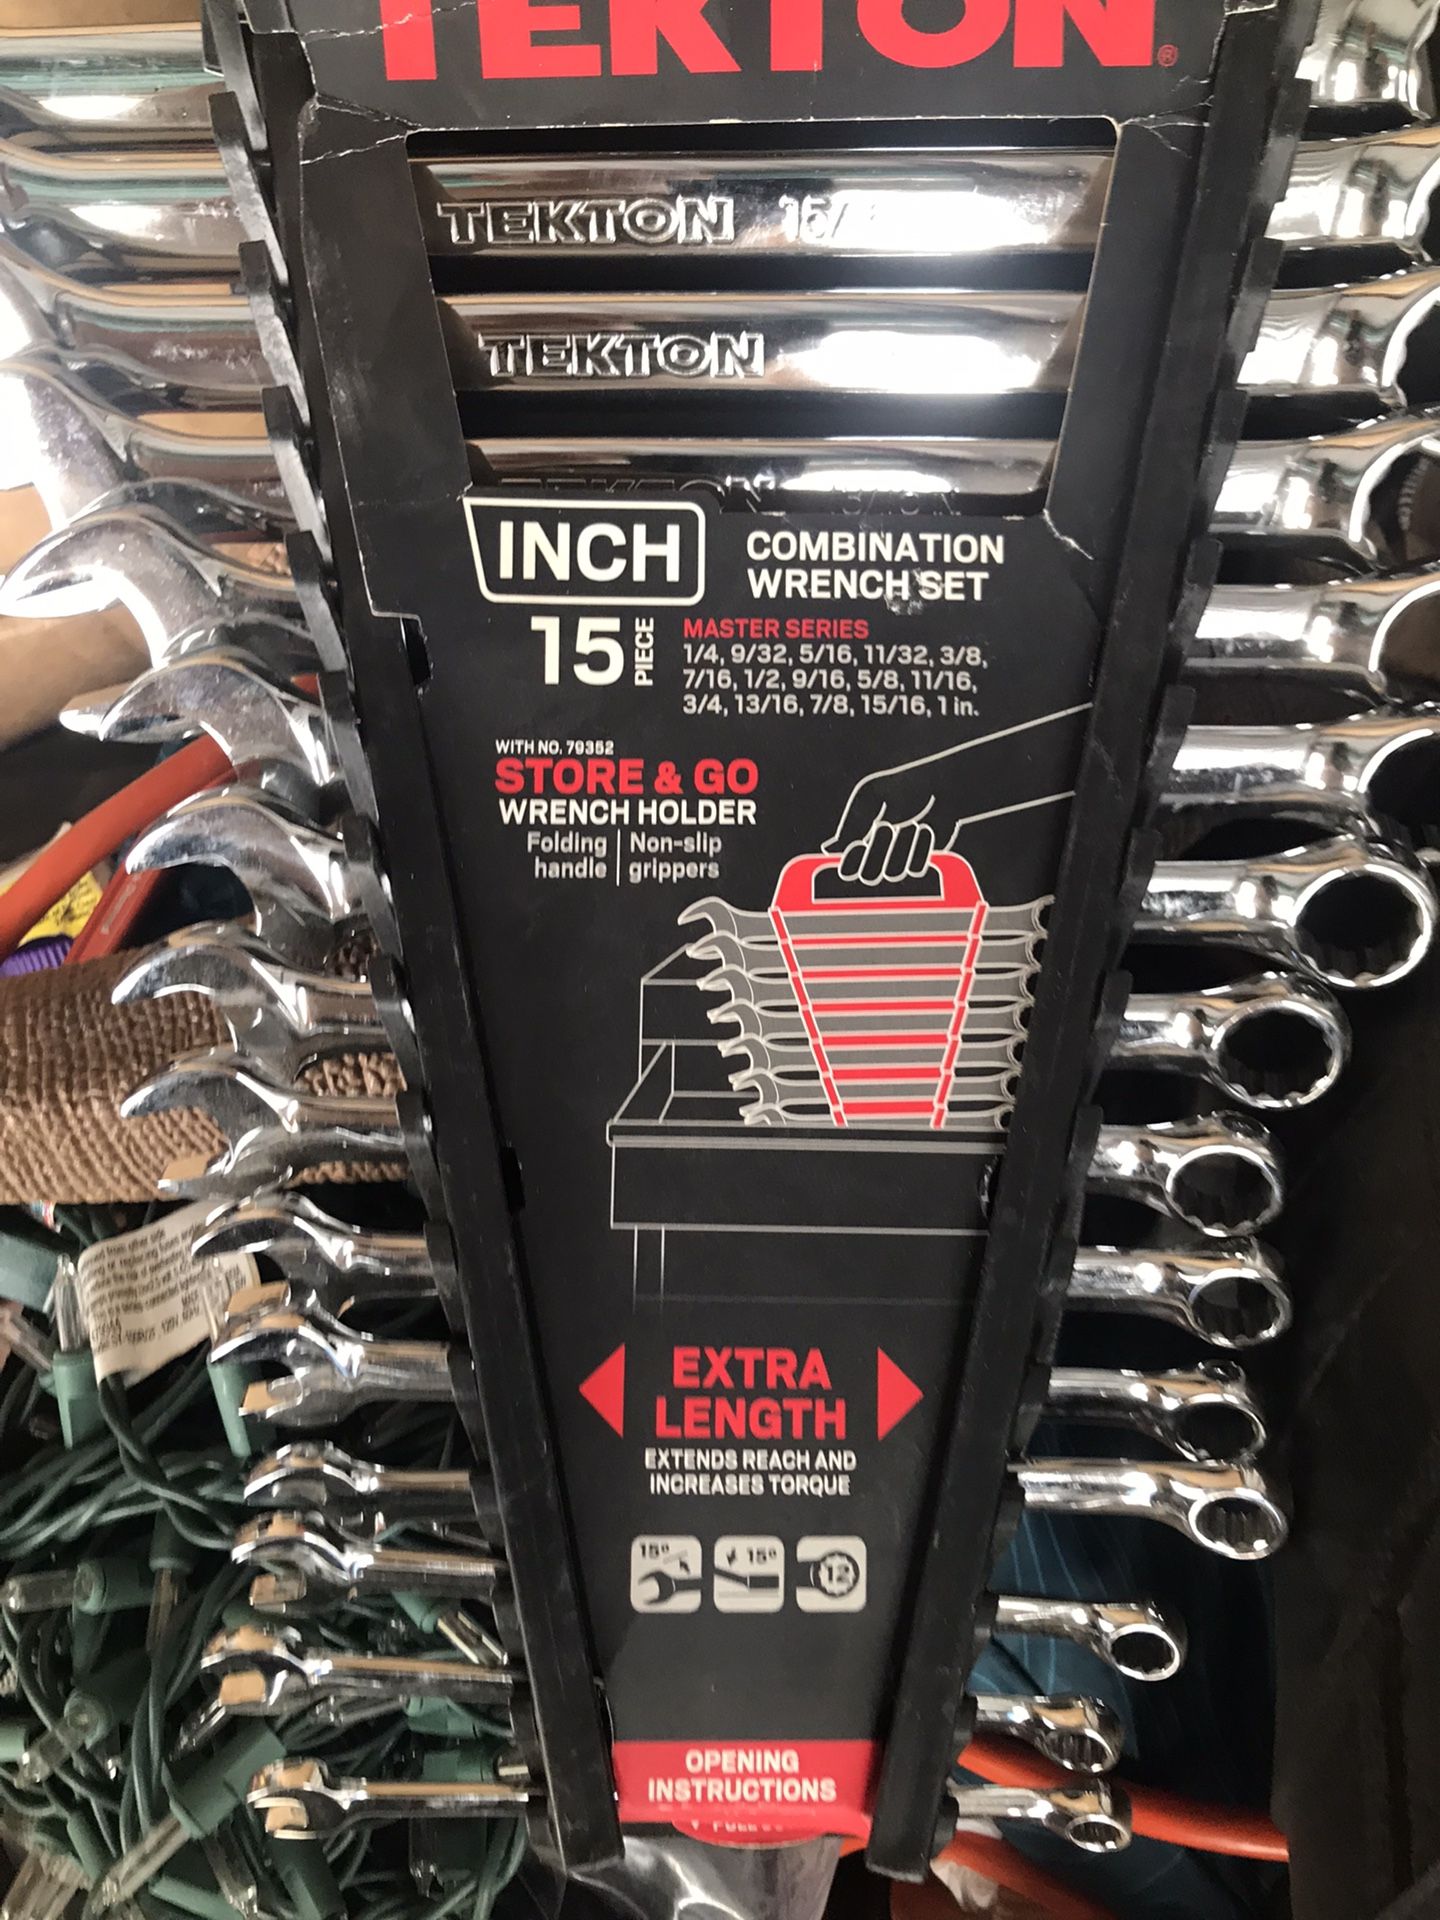 TEKTON®
TEKTON 15/
TEKTON
TEKTON
INCH
COMBINATION
WRENCH SET
15 PIECE
MASTER SERIES
1/4, 9/32, 5/16, 11/32, 3/8,
7/16, 1/2, 9/16, 5/8, 11/16,
3/4, 13/16, 7/8, 15/16, 1 in.
WITH NO. 79352
STORE & GO
WRENCH HOLDER
Folding handle
Non-slip grippers
EXTRA
LENGTH
EXTENDS REACH AND
INCREASES TORQUE
15° 15° 12
OPENING
INSTRUCTIONS